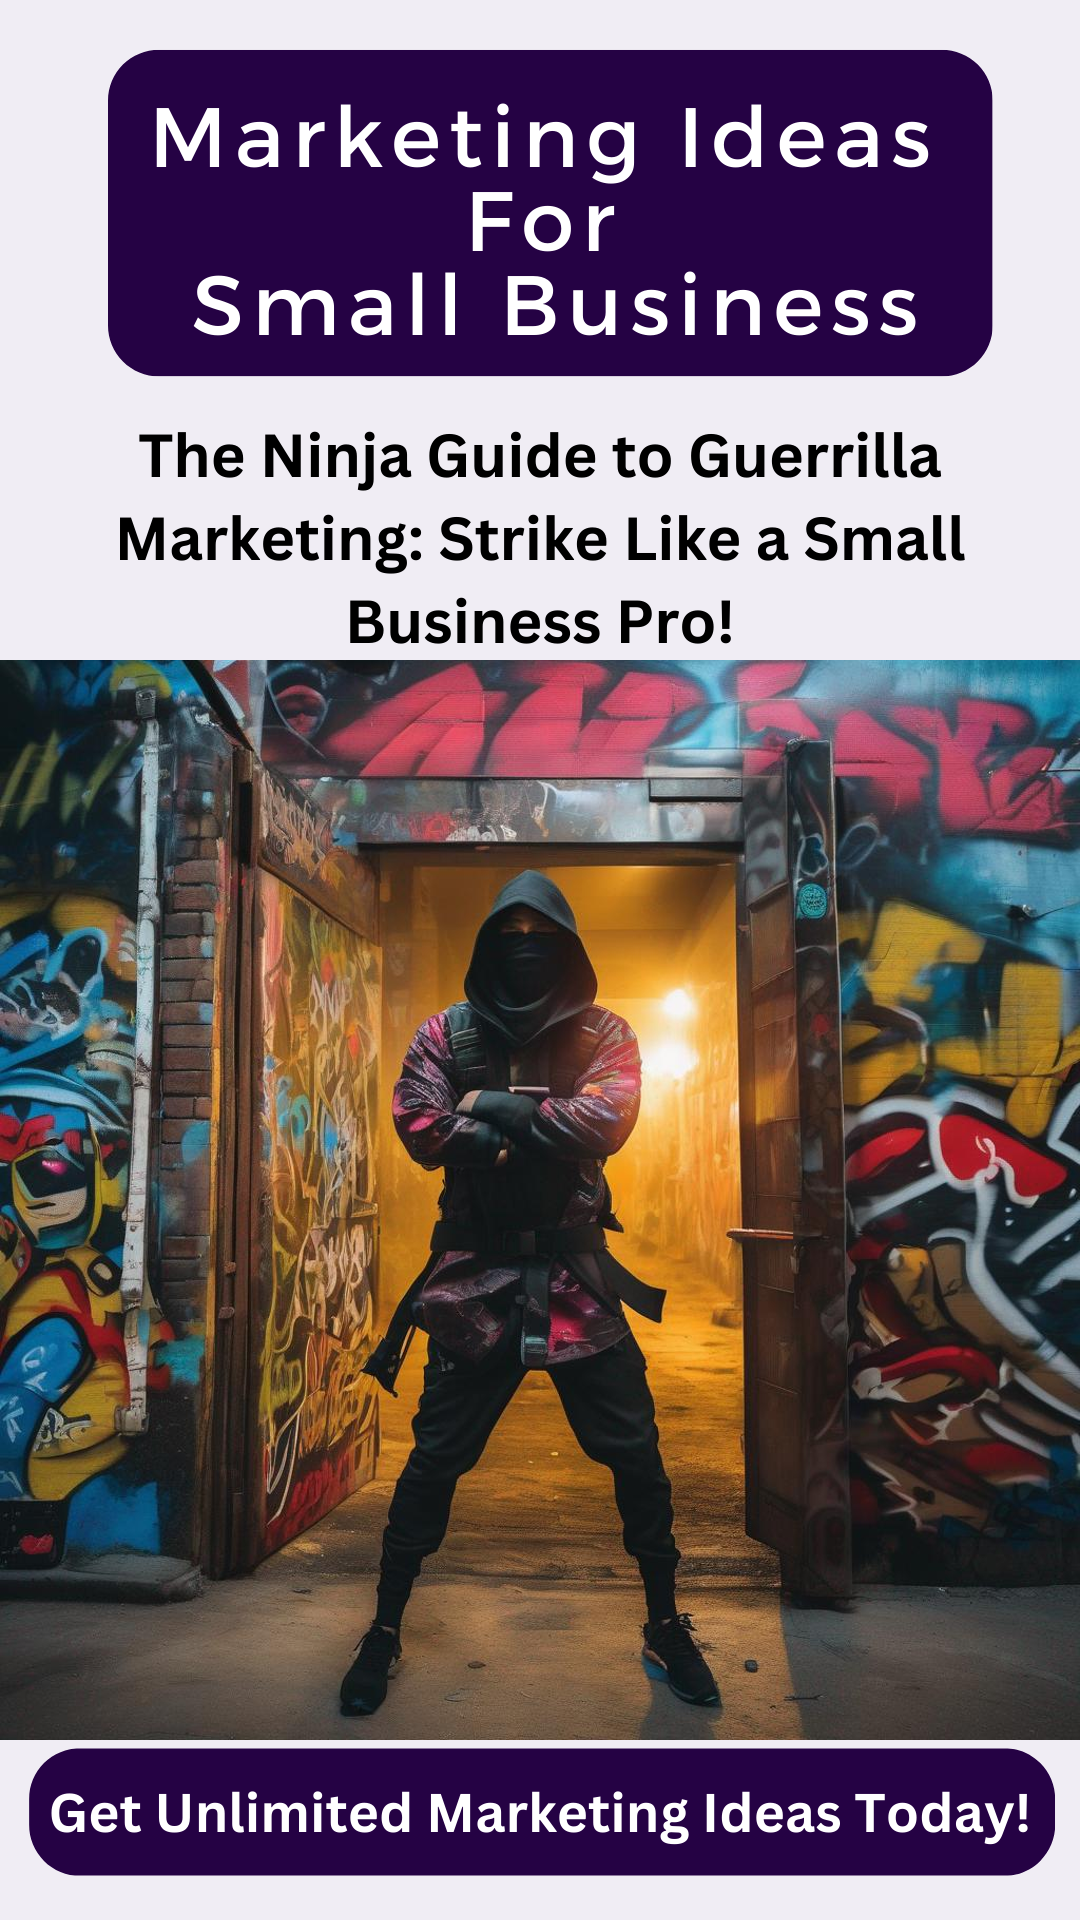 Marketing Ideas
For
Small Business
The Ninja Guide to Guerrilla
Marketing: Strike Like a Small
Business Pro!
Get Unlimited Marketing Ideas Today!